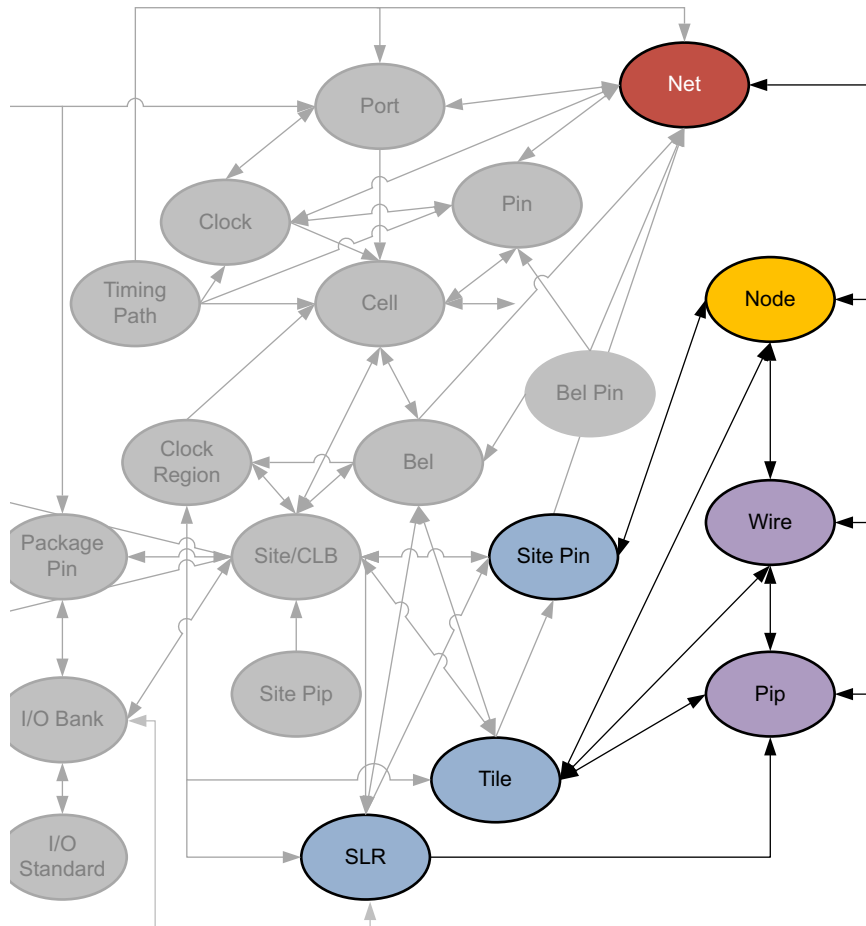 Net
Port
Pin
Clock
Timing
Path
Cell
Node
Bel Pin
Clock
Region
Bel
Wire
Package
Pin
Site/CLB
Site Pin
Site Pip
Pip
I/O Bank
Tile
I/O
Standard
SLR